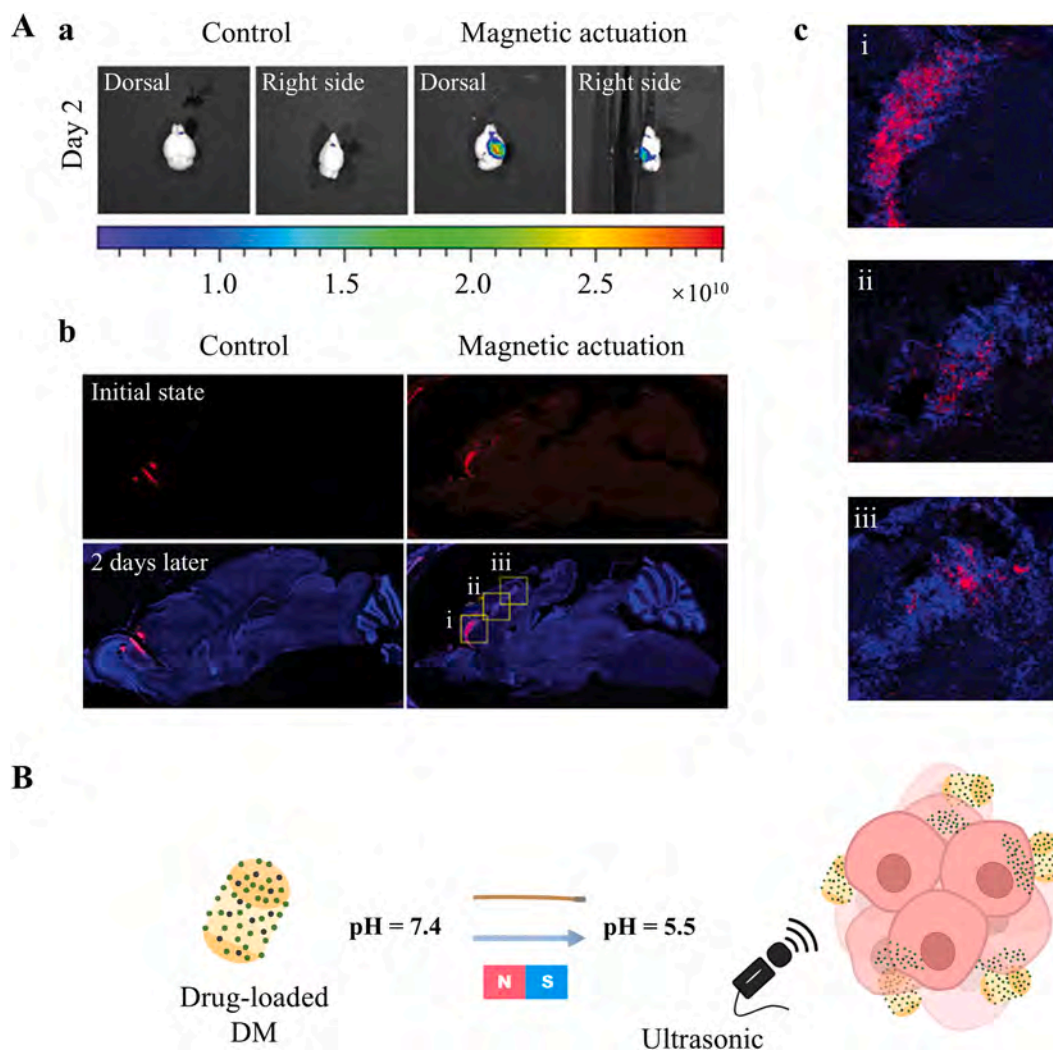 A
a
Control
Magnetic actuation
c
Day 2
Dorsal
Right side
Dorsal
Right side
i
1.0
1.5
2.0
2.5
×10¹⁰
ii
b
Control
Magnetic actuation
Initial state
2 days later
i
ii
iii
iii
B
pH = 7.4
pH = 5.5
N
S
Drug-loaded
DM
Ultrasonic